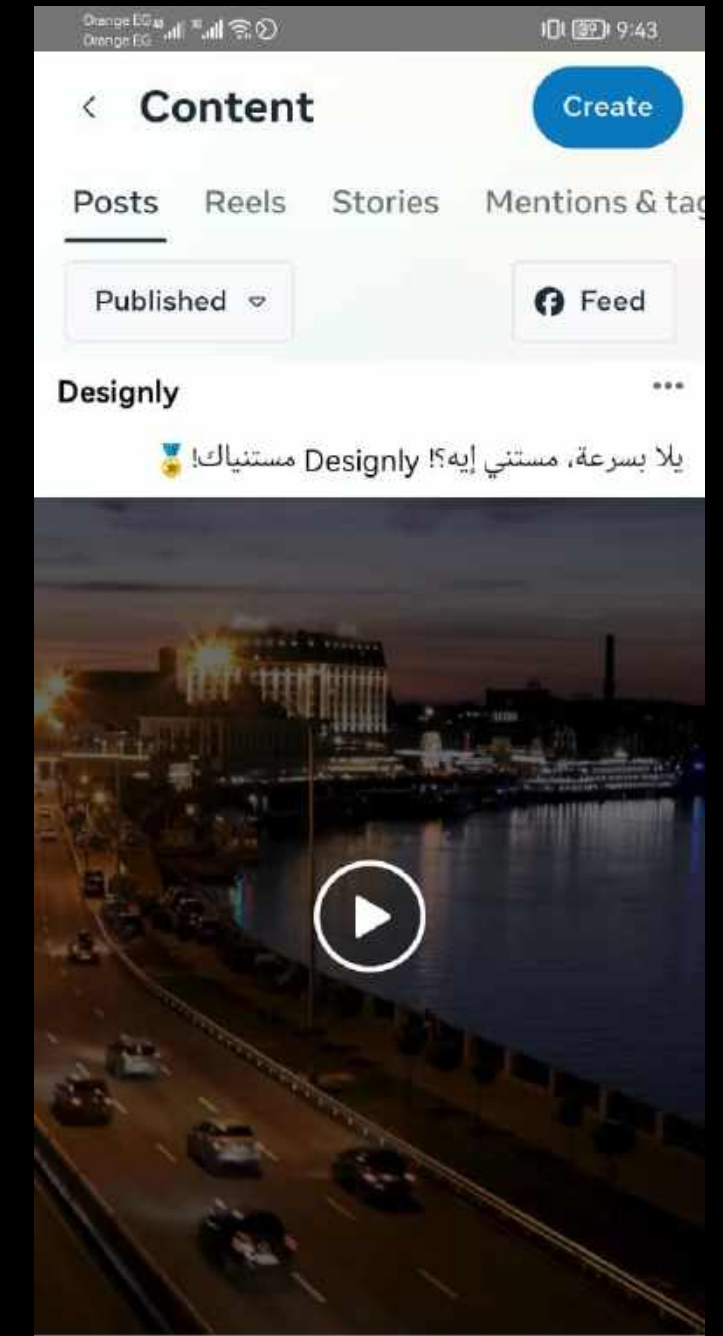 Orange EG
Orange EG
39 9:43
Content
Create
Posts Reels Stories Mentions & tag
Published
Feed
Designly
يلا بسرعة، مستني إيه؟! Designly مستنياك! 🏅